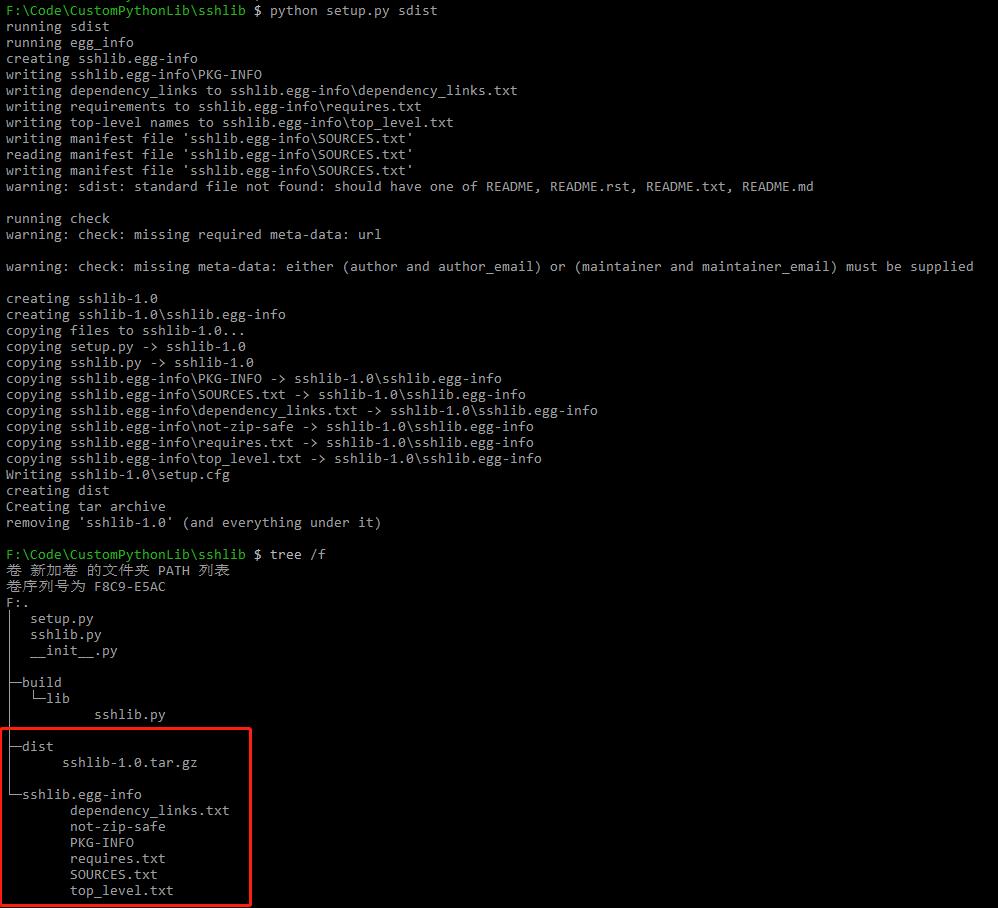 F:\Code\CustomPythonLib\sshlib $ python setup.py sdist
running sdist
running egg_info
creating sshlib.egg-info
writing sshlib.egg-info\PKG-INFO
writing dependency_links to sshlib.egg-info\dependency_links.txt
writing requirements to sshlib.egg-info\requires.txt
writing top-level names to sshlib.egg-info\top_level.txt
writing manifest file 'sshlib.egg-info\SOURCES.txt'
reading manifest file 'sshlib.egg-info\SOURCES.txt'
writing manifest file 'sshlib.egg-info\SOURCES.txt'
warning: sdist: standard file not found: should have one of README, README.rst, README.txt, README.md
running check
warning: check: missing required meta-data: url
warning: check: missing meta-data: either (author and author_email) or (maintainer and maintainer_email) must be supplied
creating sshlib-1.0
creating sshlib-1.0\sshlib.egg-info
copying files to sshlib-1.0...
copying setup.py -> sshlib-1.0
copying sshlib.py -> sshlib-1.0
copying sshlib.egg-info\PKG-INFO -> sshlib-1.0\sshlib.egg-info
copying sshlib.egg-info\SOURCES.txt -> sshlib-1.0\sshlib.egg-info
copying sshlib.egg-info\dependency_links.txt -> sshlib-1.0\sshlib.egg-info
copying sshlib.egg-info\not-zip-safe -> sshlib-1.0\sshlib.egg-info
copying sshlib.egg-info\requires.txt -> sshlib-1.0\sshlib.egg-info
copying sshlib.egg-info\top_level.txt -> sshlib-1.0\sshlib.egg-info
Writing sshlib-1.0\setup.cfg
creating dist
Creating tar archive
removing 'sshlib-1.0' (and everything under it)
F:\Code\CustomPythonLib\sshlib $ tree /f
卷 新加卷 的文件夹 PATH 列表
卷序列号为 F8C9-E5AC
F:.
│  setup.py
│  sshlib.py
│  __init__.py
│
├─build
│  └─lib
│          sshlib.py
│
├─dist
│      sshlib-1.0.tar.gz
│
└─sshlib.egg-info
        dependency_links.txt
        not-zip-safe
        PKG-INFO
        requires.txt
        SOURCES.txt
        top_level.txt